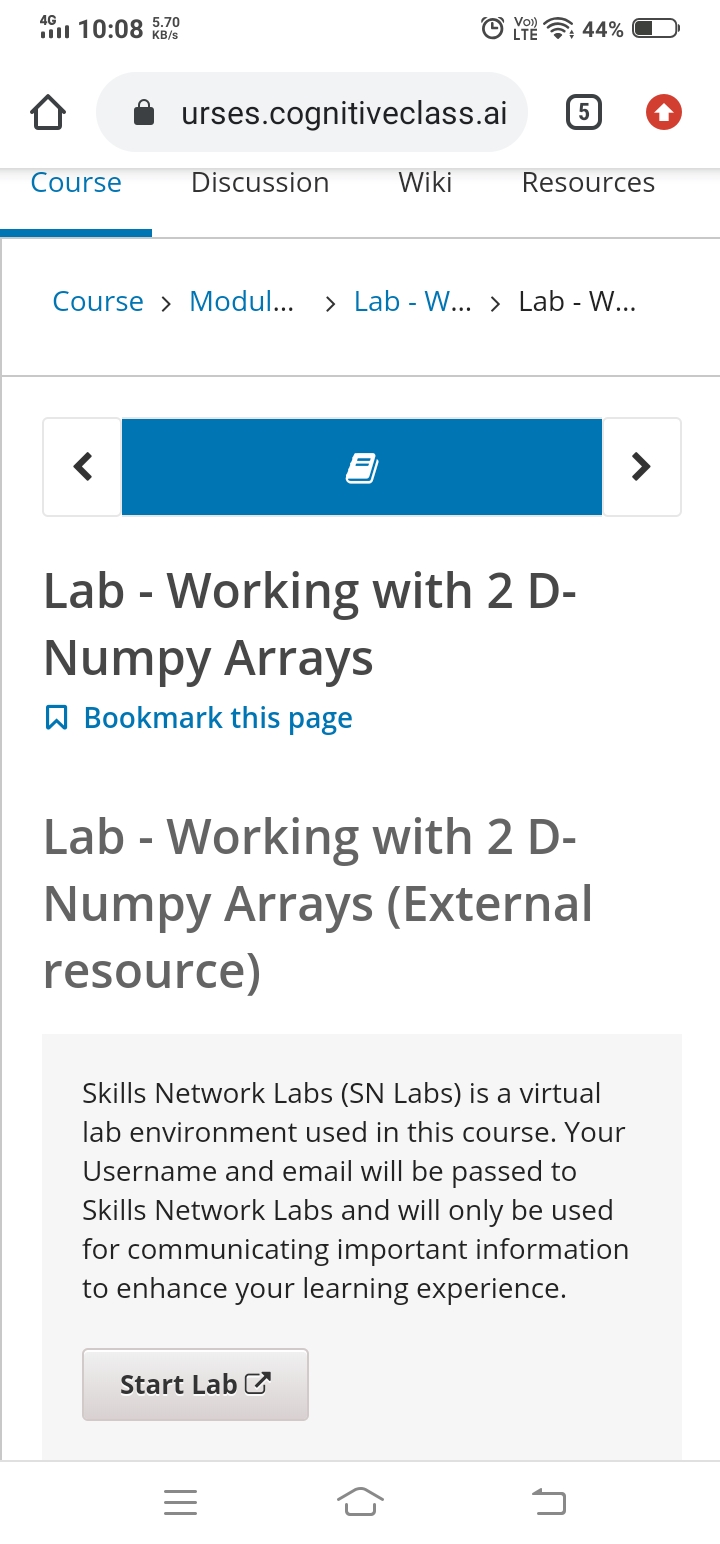 4G 10:08 5.70 KB/s Vo)) LTE 44%
urses.cognitiveclass.ai 5
Course Discussion Wiki Resources
Course > Modul... > Lab - W... > Lab - W...
Lab - Working with 2 D-
Numpy Arrays
Bookmark this page
Lab - Working with 2 D-
Numpy Arrays (External
resource)
Skills Network Labs (SN Labs) is a virtual
lab environment used in this course. Your
Username and email will be passed to
Skills Network Labs and will only be used
for communicating important information
to enhance your learning experience.
Start Lab